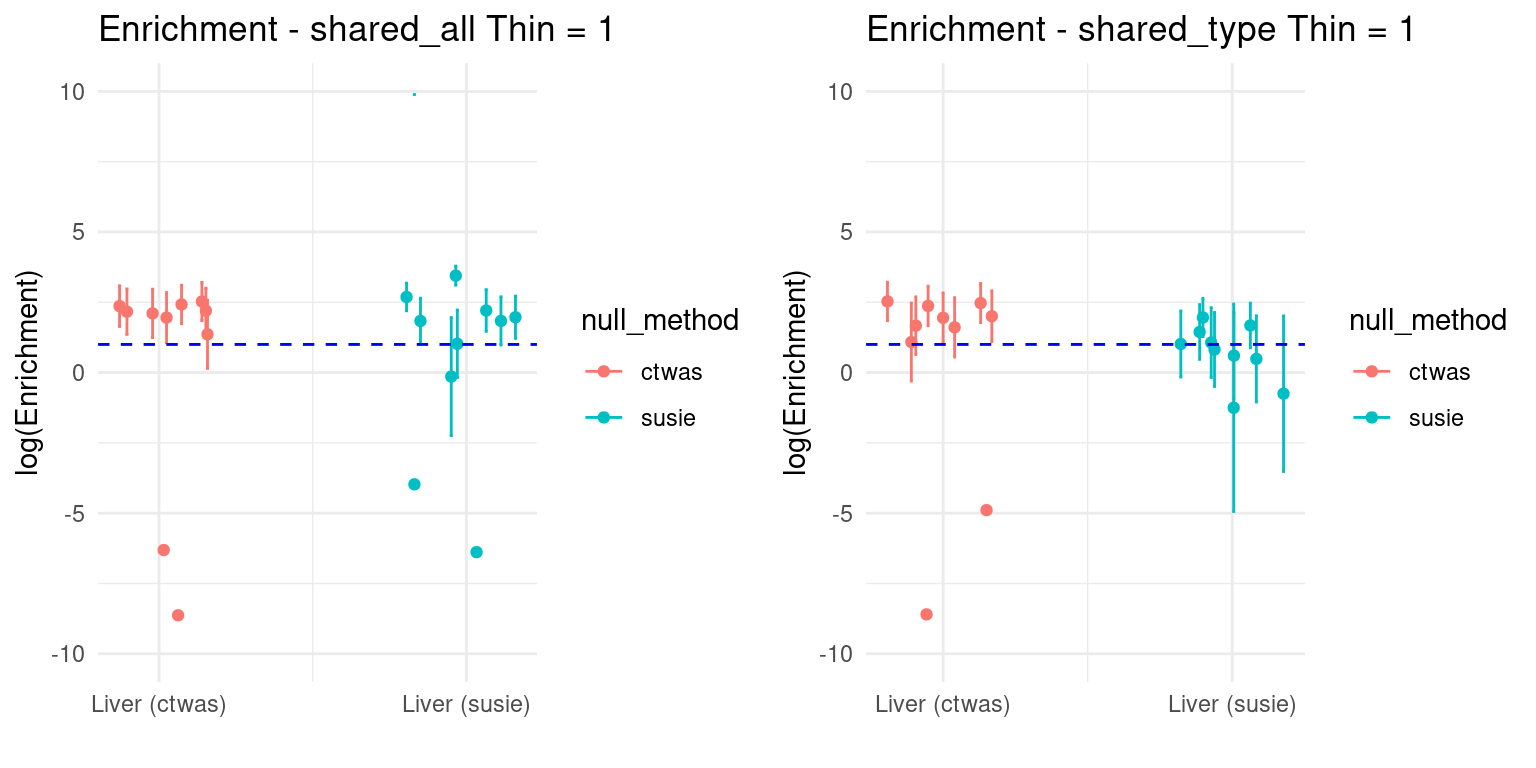 Enrichment - shared_all Thin = 1
log(Enrichment)
10
5
0
-5
-10
Liver (ctwas)
Liver (susie)
null_method
ctwas
susie
Enrichment - shared_type Thin = 1
log(Enrichment)
10
5
0
-5
-10
Liver (ctwas)
Liver (susie)
null_method
ctwas
susie